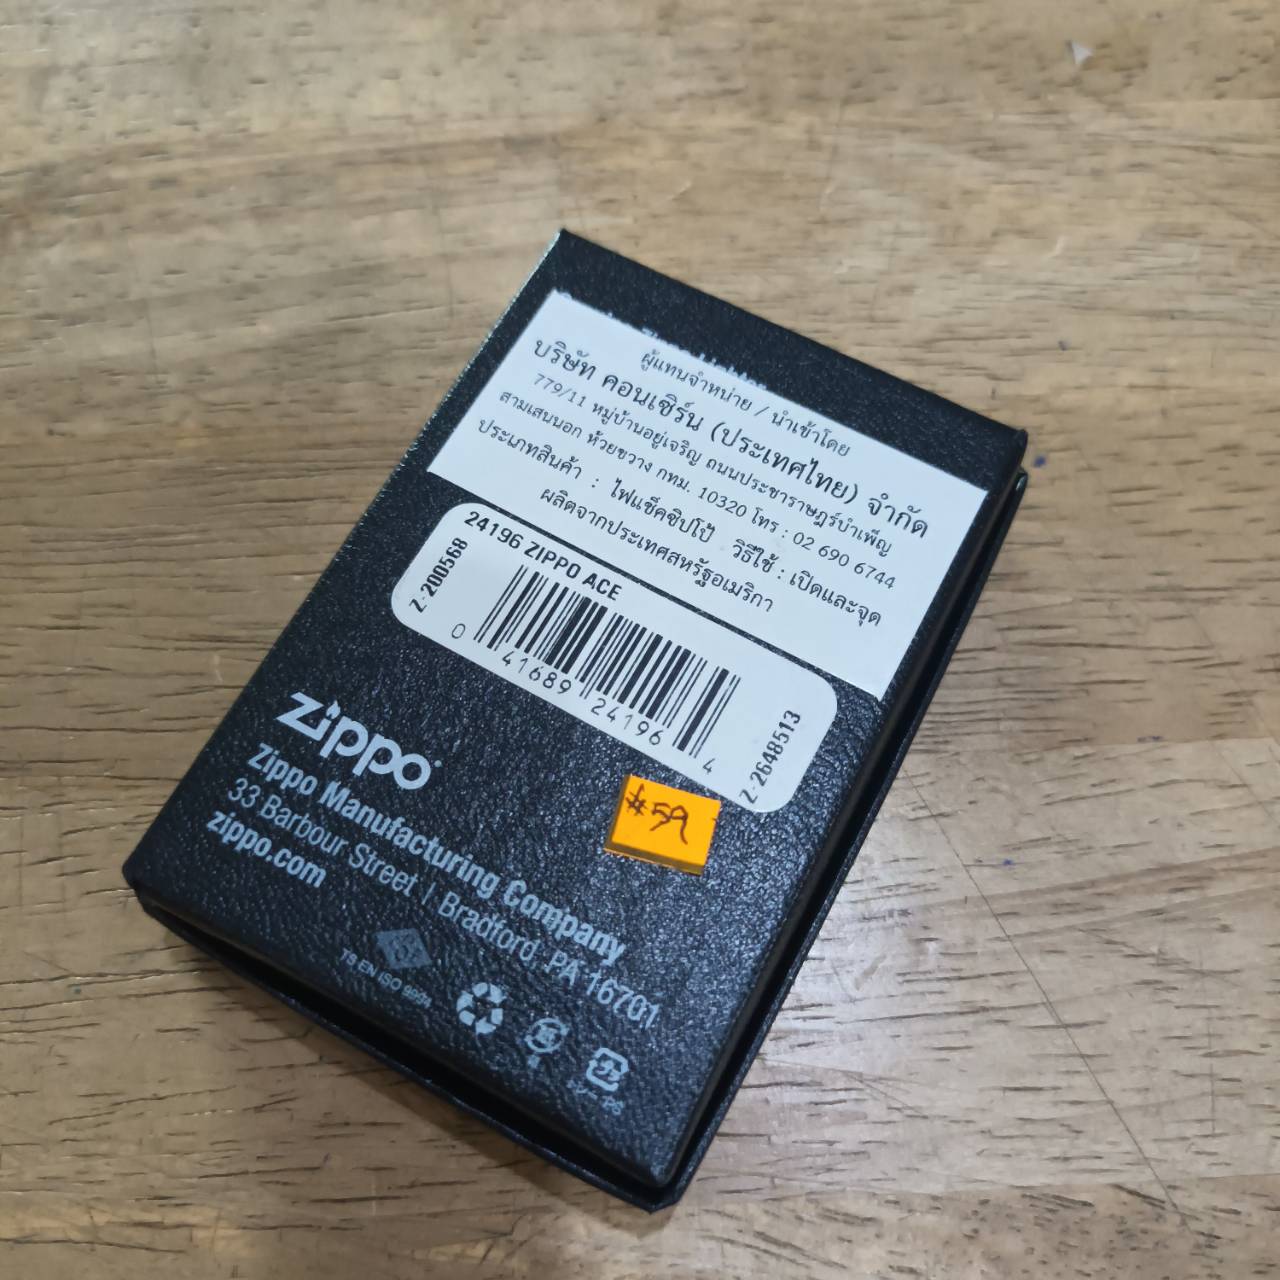 ผู้แทนจำหน่าย / นำเข้าโดย
บริษัท คอนเซิร์น (ประเทศไทย) จำกัด
779/11 หมู่บ้านอยู่เจริญ ถนนประชาราษฎร์บำเพ็ญ
สามเสนนอก ห้วยขวาง กทม. 10320 โทร : 02 690 6744
ประเภทสินค้า : ไฟแช็คซิปโป้ วิธีใช้ : เปิดและจุด
ผลิตจากประเทศสหรัฐอเมริกา
24196 ZIPPO ACE
Z-200568
0 41689 24196 4
Z-2648513
#59
zippo
Zippo Manufacturing Company
33 Barbour Street | Bradford, PA 16701
zippo.com
TS EN ISO 9994